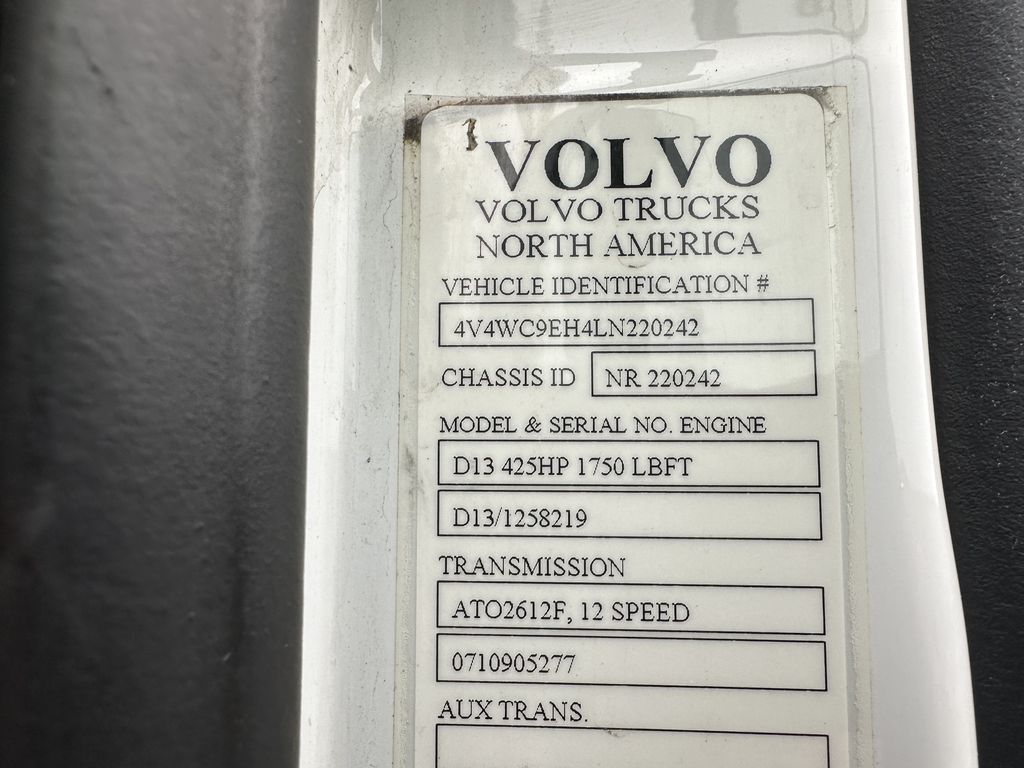 VOLVO
VOLVO TRUCKS
NORTH AMERICA
VEHICLE IDENTIFICATION #
4V4WC9EH4LN220242
CHASSIS ID NR 220242
MODEL & SERIAL NO. ENGINE
D13 425HP 1750 LBFT
D13/1258219
TRANSMISSION
ATO2612F, 12 SPEED
0710905277
AUX TRANS.